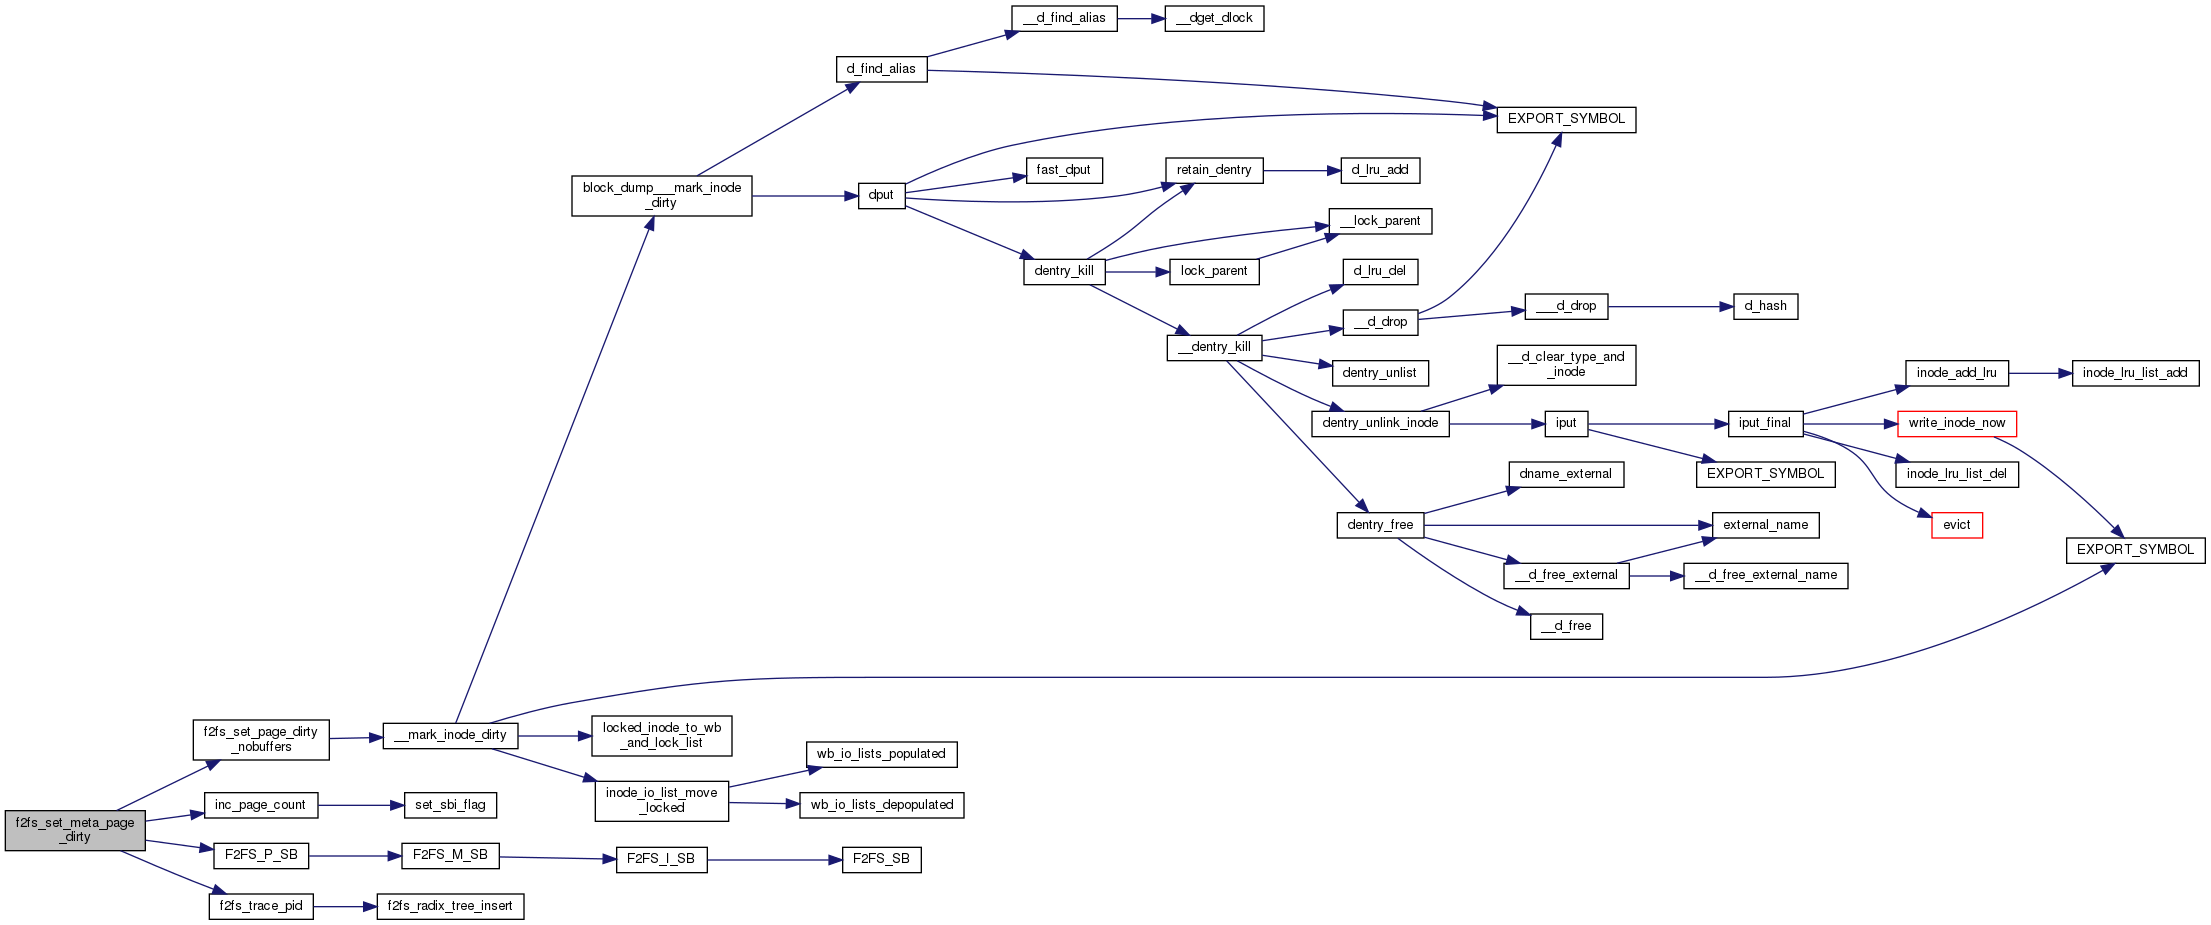 __d_find_alias
__dget_dlock
d_find_alias
EXPORT_SYMBOL
fast_dput
retain_dentry
d_lru_add
block_dump___mark_inode
_dirty
dput
__lock_parent
dentry_kill
lock_parent
d_lru_del
___d_drop
d_hash
__d_drop
__dentry_kill
__d_clear_type_and
_inode
dentry_unlist
inode_add_lru
inode_lru_list_add
dentry_unlink_inode
iput
iput_final
write_inode_now
dname_external
EXPORT_SYMBOL
inode_lru_list_del
dentry_free
external_name
evict
EXPORT_SYMBOL
__d_free_external
__d_free_external_name
__d_free
f2fs_set_page_dirty
_nobuffers
__mark_inode_dirty
locked_inode_to_wb
_and_lock_list
wb_io_lists_populated
inode_io_list_move
_locked
wb_io_lists_depopulated
inc_page_count
set_sbi_flag
f2fs_set_meta_page
_dirty
F2FS_P_SB
F2FS_M_SB
F2FS_I_SB
F2FS_SB
f2fs_trace_pid
f2fs_radix_tree_insert